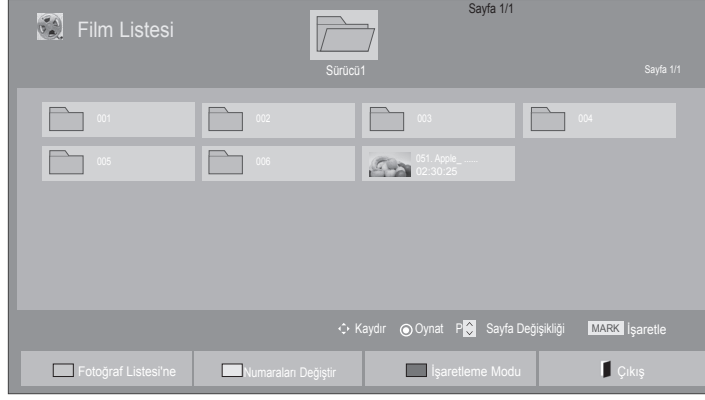 Sayfa 1/1
Film Listesi
Sürücü1
Sayfa 1/1
001
002
003
004
005
006
051. Apple_ ......
02:30.25
Kaydır
Oynat
P
Sayfa Değişikliği
MARK
İşaretle
Fotoğraf Listesi'ne
Numaraları Değiştir
İşaretleme Modu
Çıkış